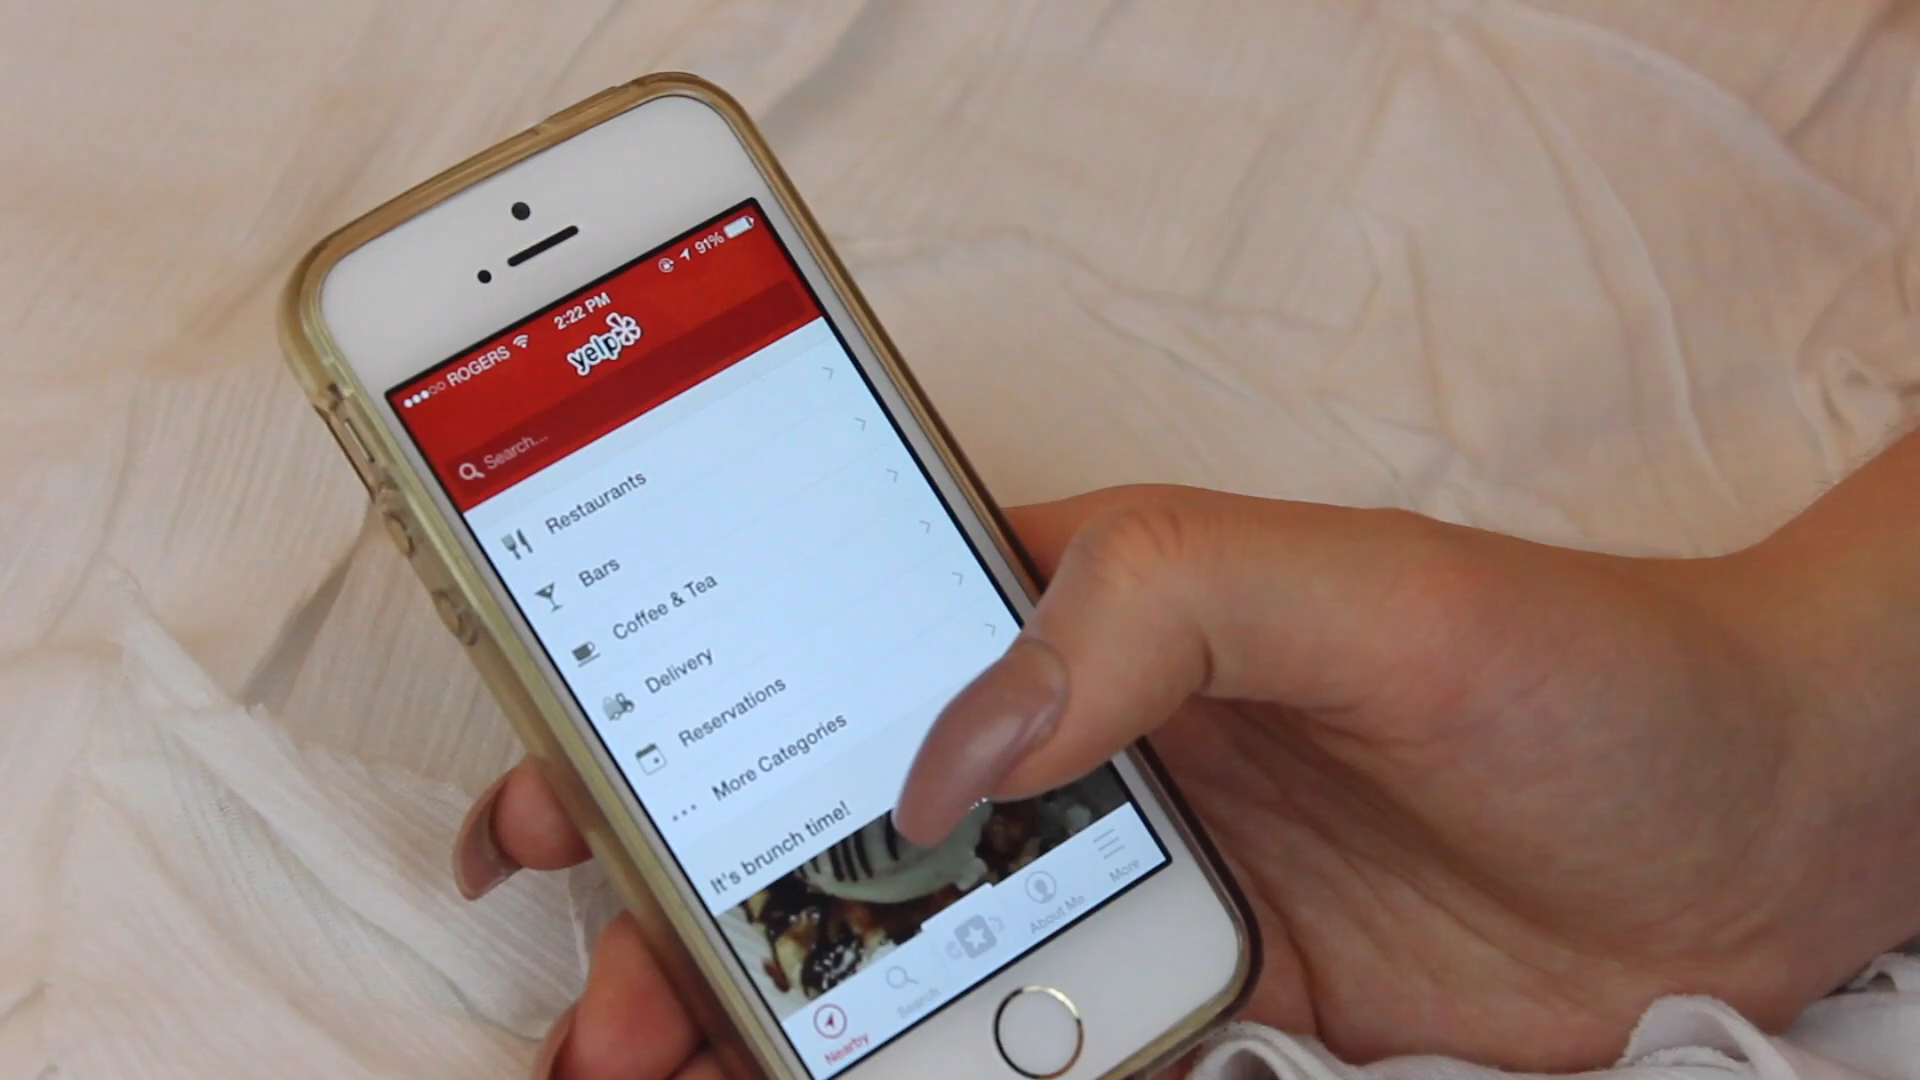 ROGERS 2:22 PM 91%
yelp
Search...
Restaurants
Bars
Coffee & Tea
Delivery
Reservations
More Categories
It's brunch time!
Nearby
Search
About Me
More